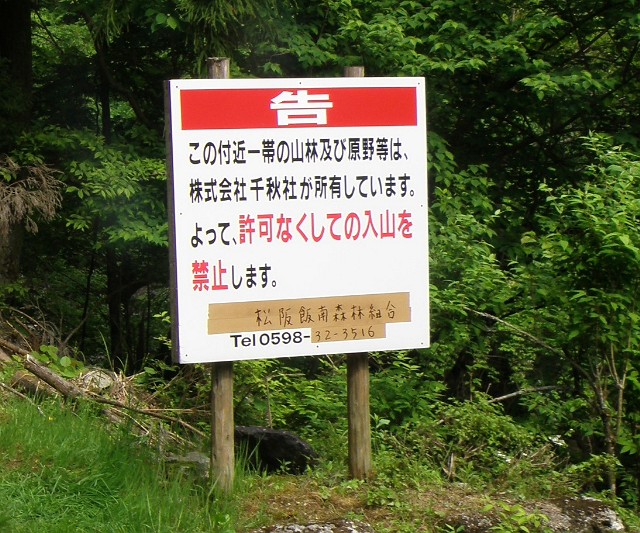 告
この付近一帯の山林及び原野等は、
株式会社千秋社が所有しています。
よって、許可なくしての入山を
禁止します。
松阪飯南森林組合
Tel 0598-32-3516